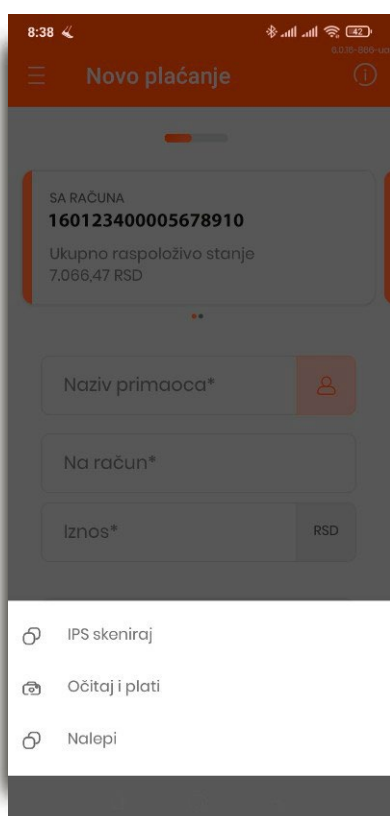 8:38
42
Novo plaćanje
SA RAČUNA
160123400005678910
Ukupno raspoloživo stanje
7.066,47 RSD
Naziv primaoca*
Na račun*
Iznos*
RSD
IPS skeniraj
Očitaj i plati
Nalepi